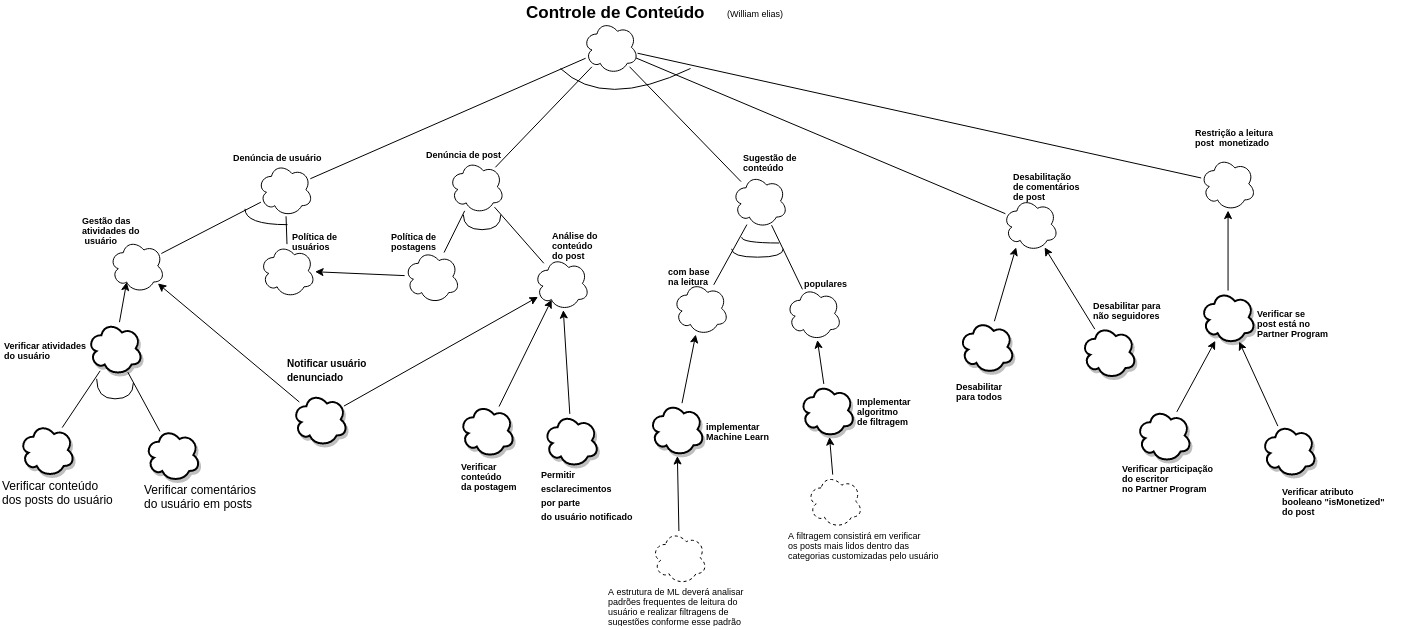 Controle de Conteúdo (William elias)
Denúncia de usuário
Denúncia de post
Sugestão de
conteúdo
Desabilitação
de comentários
de post
Restrição a leitura
post monetizado
Gestão das
atividades do
usuário
Política de
usuários
Política de
postagens
Análise do
conteúdo
do post
com base
na leitura
populares
Verificar atividades
do usuário
Notificar usuário
denunciado
Desabilitar para
não seguidores
Verificar se
post está no
Partner Program
Desabilitar
para todos
implementar
Machine Learn
Implementar
algoritmo
de filtragem
Verificar conteúdo
dos posts do usuário
Verificar comentários
do usuário em posts
Verificar
conteúdo
da postagem
Permitir
esclarecimentos
por parte
do usuário notificado
Verificar participação
do escritor
no Partner Program
Verificar atributo
booleano "isMonetized"
do post
A filtragem consistirá em verificar
os posts mais lidos dentro das
categorias customizadas pelo usuário
A estrutura de ML deverá analisar
padrões frequentes de leitura do
usuário e realizar filtragens de
sugestões conforme esse padrão